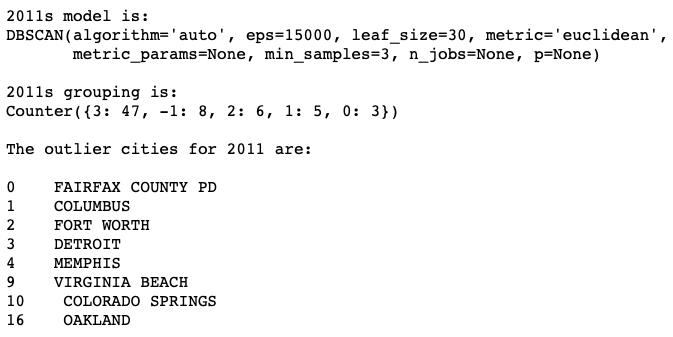 2011s model is:
DBSCAN(algorithm='auto', eps=15000, leaf_size=30, metric='euclidean',
metric_params=None, min_samples=3, n_jobs=None, p=None)
2011s grouping is:
Counter({3: 47, -1: 8, 2: 6, 1: 5, 0: 3})
The outlier cities for 2011 are:
0 FAIRFAX COUNTY PD
1 COLUMBUS
2 FORT WORTH
3 DETROIT
4 MEMPHIS
9 VIRGINIA BEACH
10 COLORADO SPRINGS
16 OAKLAND